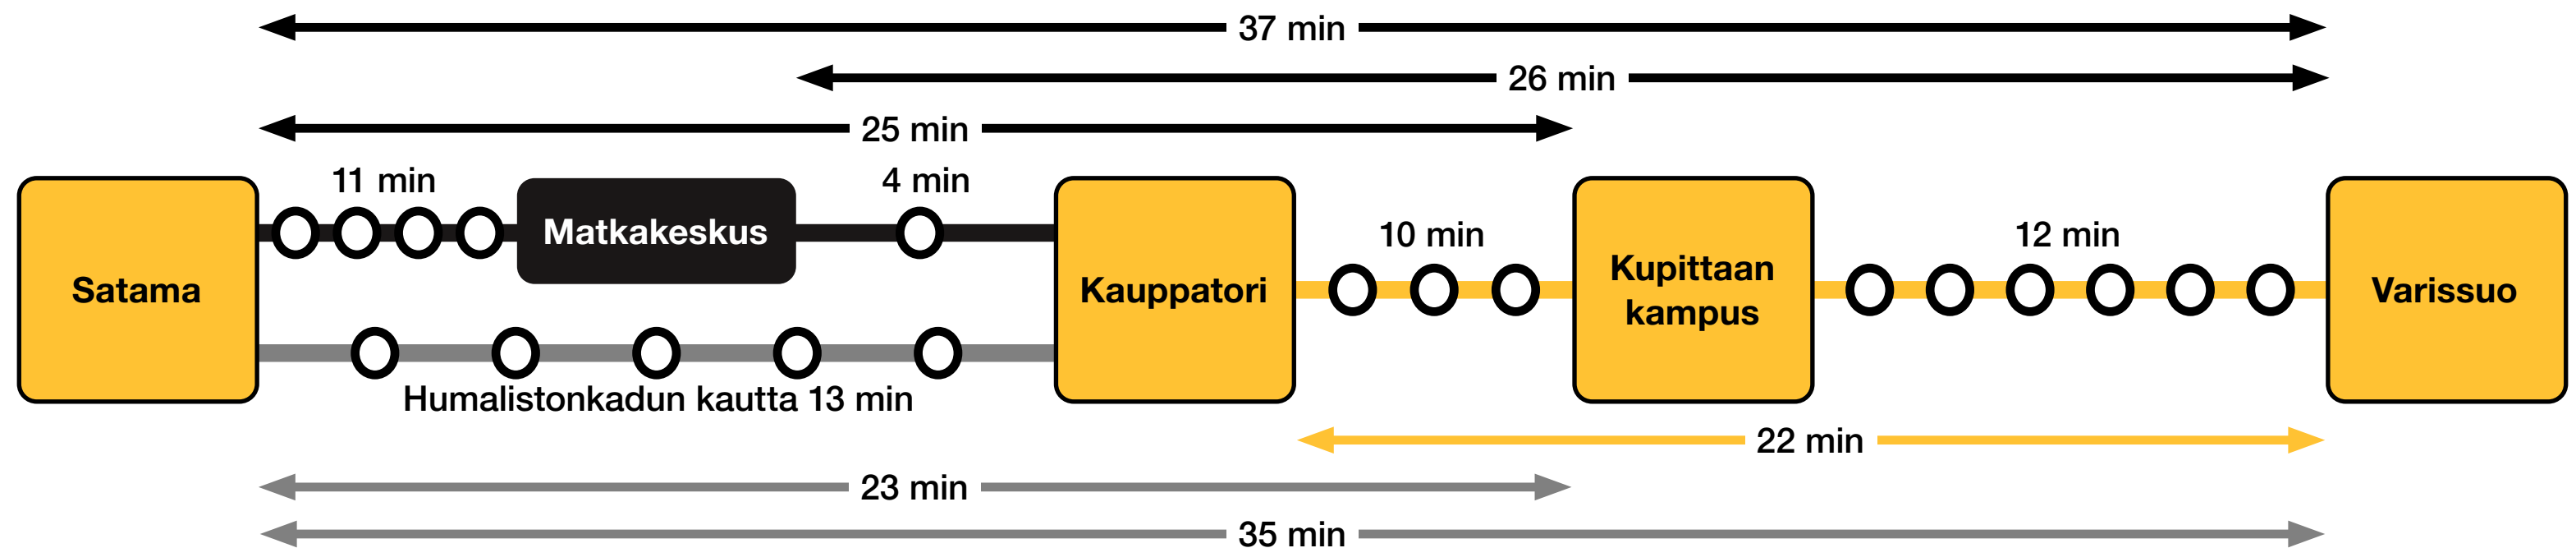 37 min
26 min
25 min
11 min
4 min
Satama
Matkakeskus
Kauppatori
10 min
Kupittaan
kampus
12 min
Varissuo
Humalistonkadun kautta 13 min
22 min
23 min
35 min